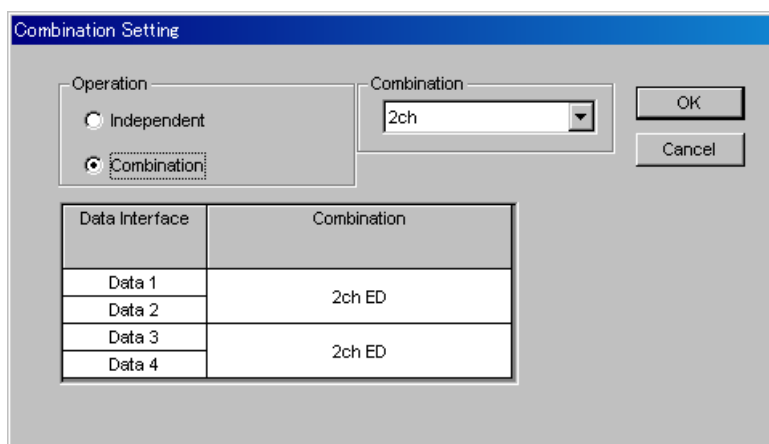 Combination Setting
Operation
Independent
Combination
Combination
2ch
OK
Cancel
Data Interface Combination
Data 1
Data 2
2ch ED
Data 3
Data 4
2ch ED